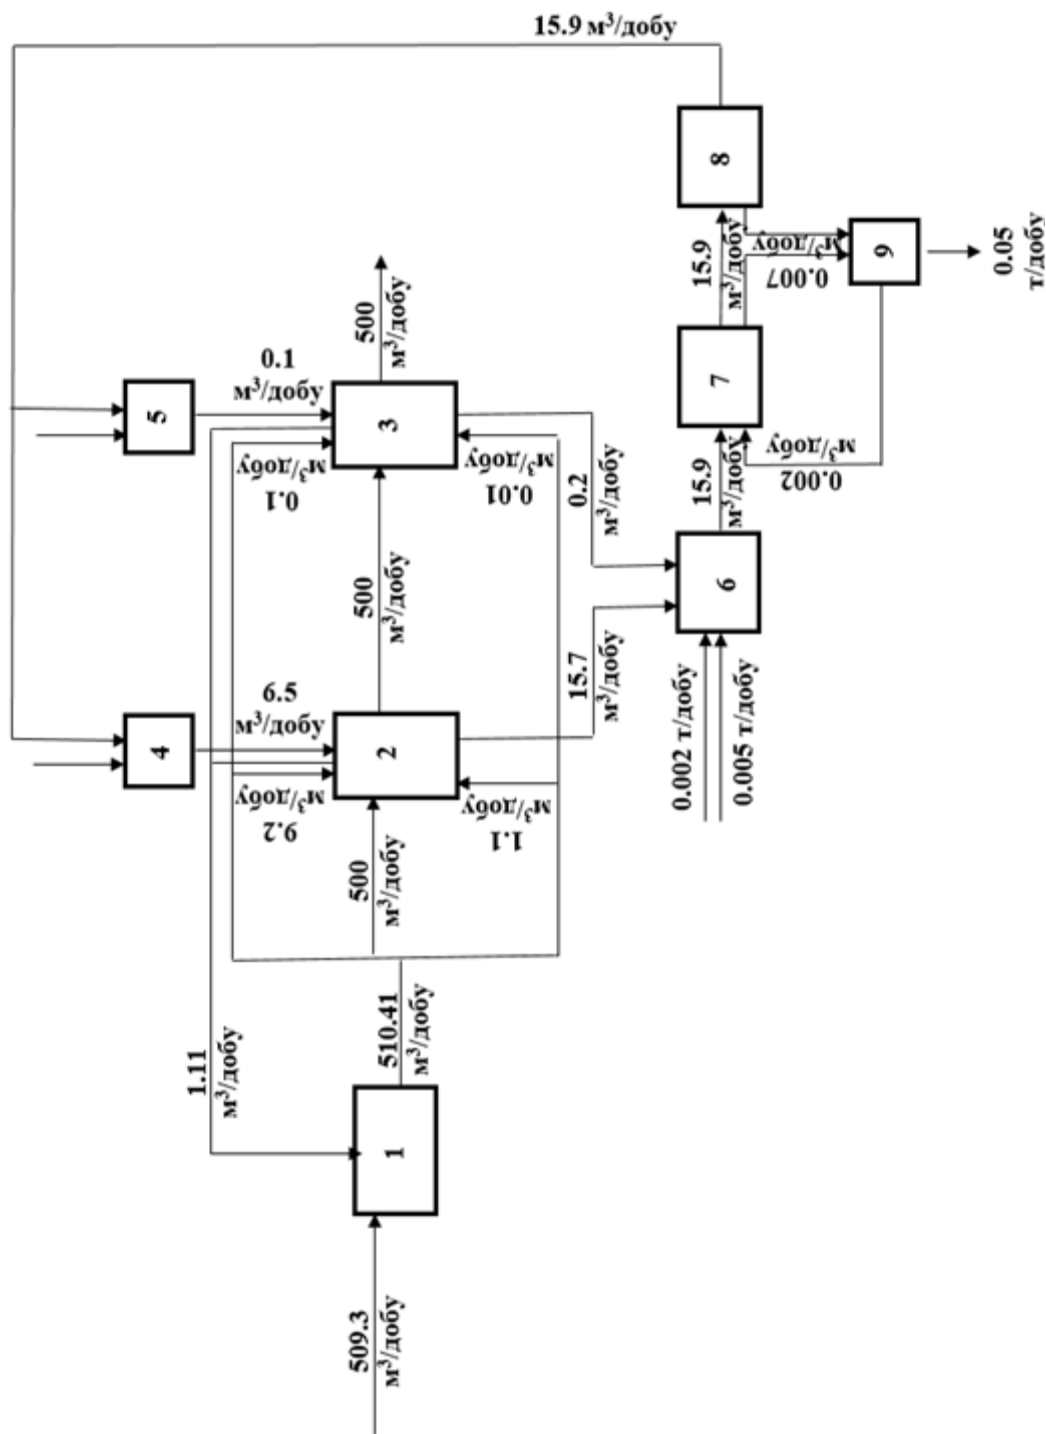 15.9 м³/добу
8
5
4
0.1
м³/добу
6.5
м³/добу
0.1
м³/добу
9.2
м³/добу
3
2
500
м³/добу
500
м³/добу
500
м³/добу
0.01
м³/добу
1.1
м³/добу
0.2
м³/добу
15.7
м³/добу
15.9
м³/добу
0.007
м³/добу
9
0.05
т/добу
7
15.9
м³/добу
0.002
м³/добу
6
0.002 т/добу
0.005 т/добу
1.11
м³/добу
510.41
м³/добу
1
509.3
м³/добу